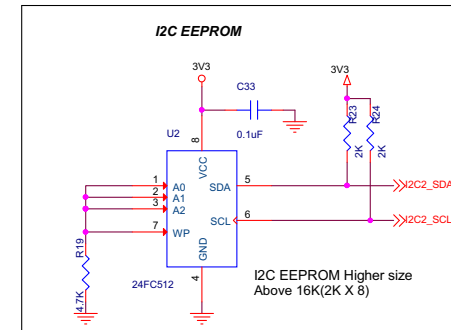 I2C EEPROM
3V3
3V3
C33
0.1uF
R23
2K
R24
2K
U2
8
VCC
1
A0
2
A1
3
A2
7
WP
SDA
5
I2C2_SDA
SCL
6
I2C2_SCL
GND
4
R19
4.7K
24FC512
I2C EEPROM Higher size
Above 16K(2K X 8)